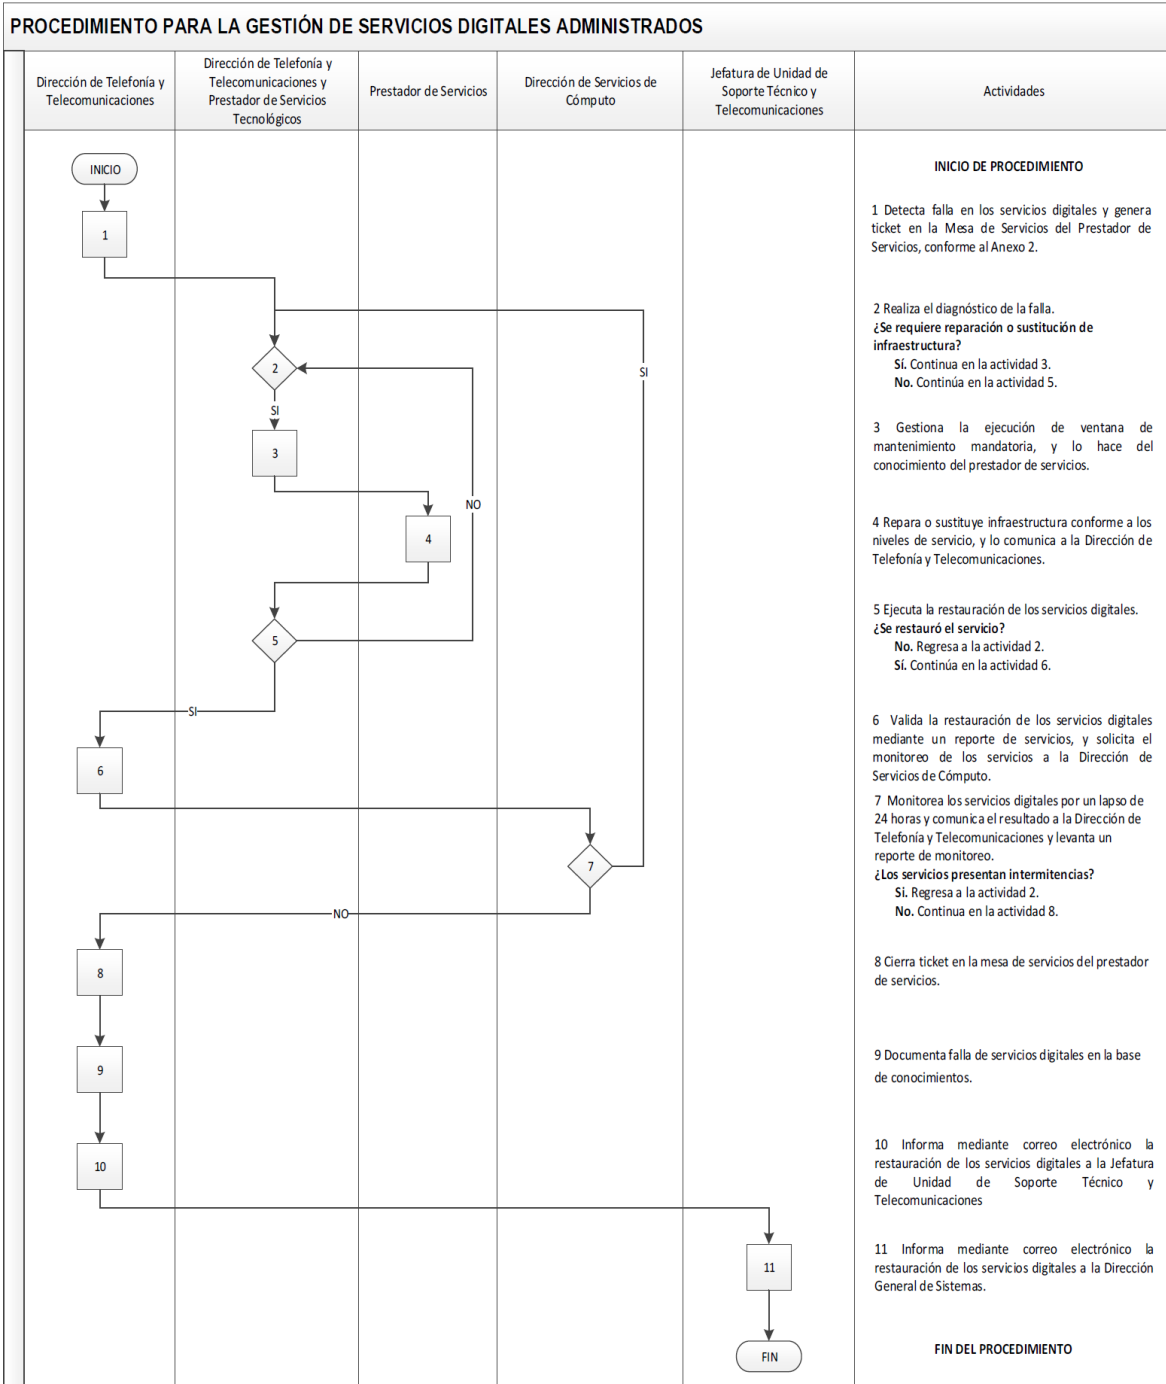 PROCEDIMIENTO PARA LA GESTIÓN DE SERVICIOS DIGITALES ADMINISTRADOS
Dirección de Telefonía y
Telecomunicaciones
Dirección de Telefonía y
Telecomunicaciones y
Prestador de Servicios
Tecnológicos
Prestador de Servicios
Dirección de Servicios de
Cómputo
Jefatura de Unidad de
Soporte Técnico y
Telecomunicaciones
Actividades
INICIO
1
2
SI
3
4
NO
SI
5
SI
6
7
NO
8
9
10
11
FIN
INICIO DE PROCEDIMIENTO
1 Detecta falla en los servicios digitales y genera
ticket en la Mesa de Servicios del Prestador de
Servicios, conforme al Anexo 2.
2 Realiza el diagnóstico de la falla.
¿Se requiere reparación o sustitución de
infraestructura?
Sí. Continua en la actividad 3.
No. Continúa en la actividad 5.
3 Gestiona la ejecución de ventana de
mantenimiento mandatoria, y lo hace del
conocimiento del prestador de servicios.
4 Repara o sustituye infraestructura conforme a los
niveles de servicio, y lo comunica a la Dirección de
Telefonía y Telecomunicaciones.
5 Ejecuta la restauración de los servicios digitales.
¿Se restauró el servicio?
No. Regresa a la actividad 2.
Sí. Continúa en la actividad 6.
6 Valida la restauración de los servicios digitales
mediante un reporte de servicios, y solicita el
monitoreo de los servicios a la Dirección de
Servicios de Cómputo.
7 Monitorea los servicios digitales por un lapso de
24 horas y comunica el resultado a la Dirección de
Telefonía y Telecomunicaciones y levanta un
reporte de monitoreo.
¿Los servicios presentan intermitencias?
Si. Regresa a la actividad 2.
No. Continua en la actividad 8.
8 Cierra ticket en la mesa de servicios del prestador
de servicios.
9 Documenta falla de servicios digitales en la base
de conocimientos.
10 Informa mediante correo electrónico la
restauración de los servicios digitales a la Jefatura
de Unidad de Soporte Técnico y
Telecomunicaciones
11 Informa mediante correo electrónico la
restauración de los servicios digitales a la Dirección
General de Sistemas.
FIN DEL PROCEDIMIENTO